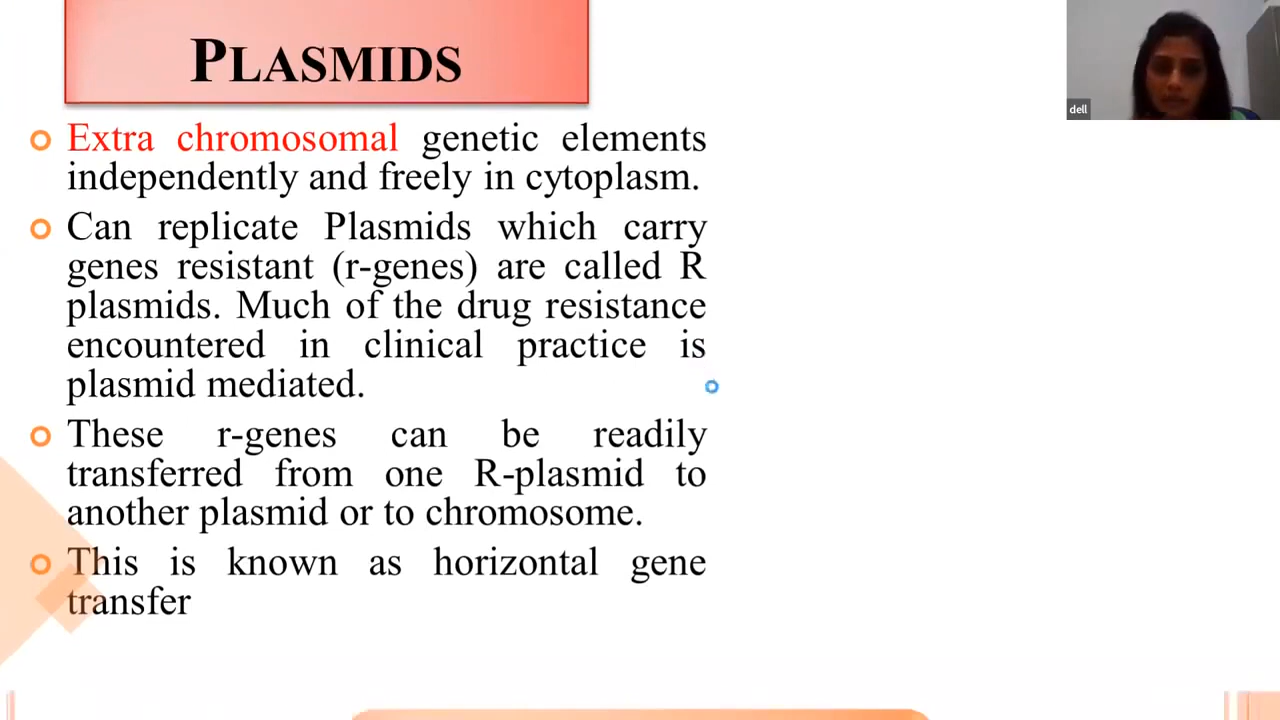 PLASMIDS
dell
Extra chromosomal genetic elements
independently and freely in cytoplasm.
Can replicate Plasmids which carry
genes resistant (r-genes) are called R
plasmids. Much of the drug resistance
encountered in clinical practice is
plasmid mediated.
These r-genes can be readily
transferred from one R-plasmid to
another plasmid or to chromosome.
This is known as horizontal gene
transfer